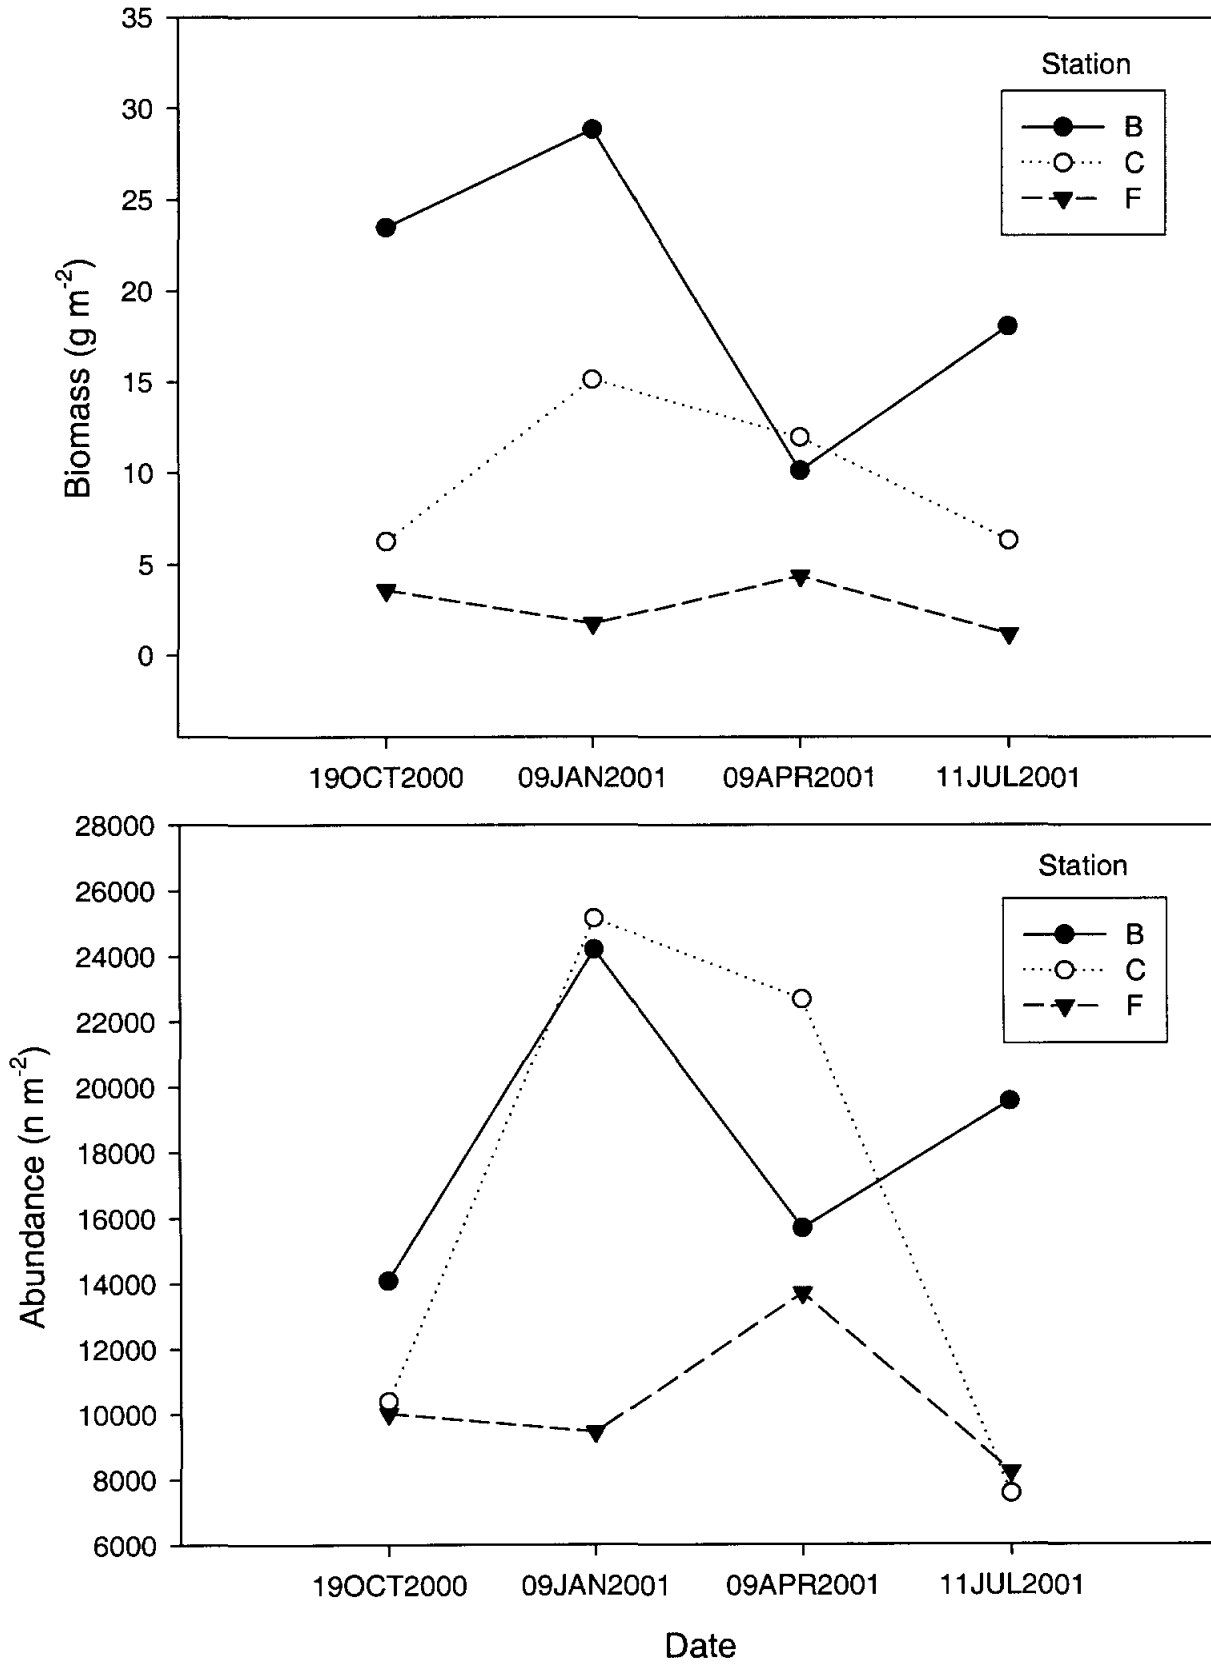 35
30
25
20
15
10
5
0
Biomass (g m-2)
Station
B
C
F
19OCT2000 09JAN2001 09APR2001 11JUL2001
28000
26000
24000
22000
20000
18000
16000
14000
12000
10000
8000
6000
Abundance (n m-2)
Station
B
C
F
19OCT2000 09JAN2001 09APR2001 11JUL2001
Date